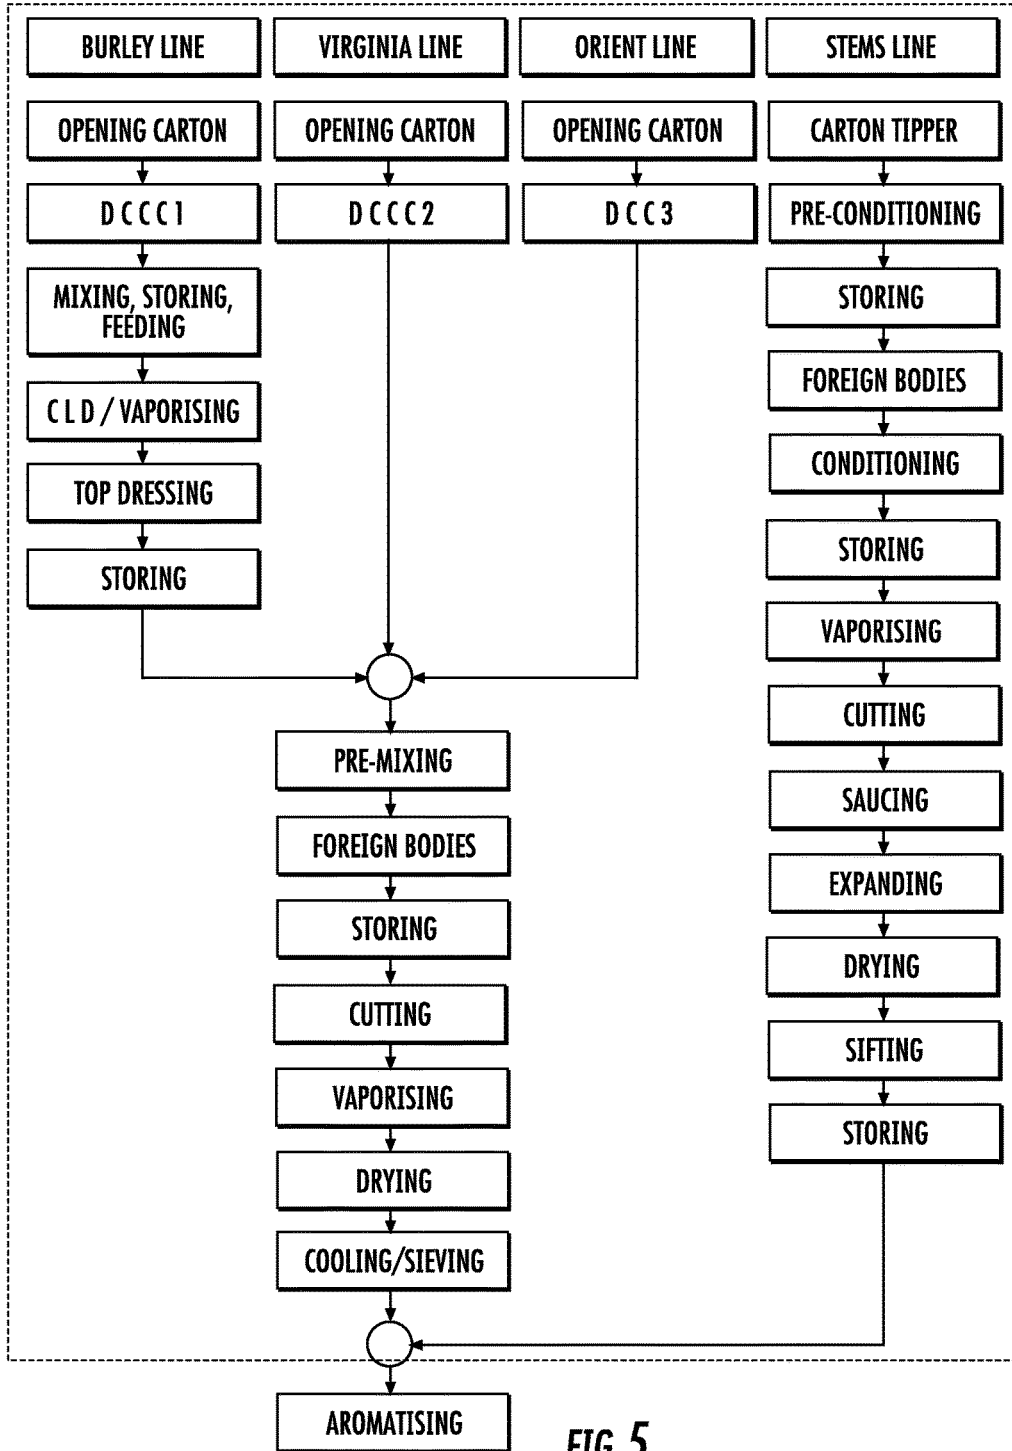 BURLEY LINE
VIRGINIA LINE
ORIENT LINE
STEMS LINE
OPENING CARTON
OPENING CARTON
OPENING CARTON
CARTON TIPPER
D C C C 1
D C C C 2
D C C 3
PRE-CONDITIONING
MIXING, STORING,
FEEDING
C L D / VAPORISING
TOP DRESSING
STORING
STORING
FOREIGN BODIES
CONDITIONING
STORING
VAPORISING
CUTTING
SAUCING
EXPANDING
DRYING
SIFTING
STORING
PRE-MIXING
FOREIGN BODIES
STORING
CUTTING
VAPORISING
DRYING
COOLING/SIEVING
AROMATISING
FIG. 5